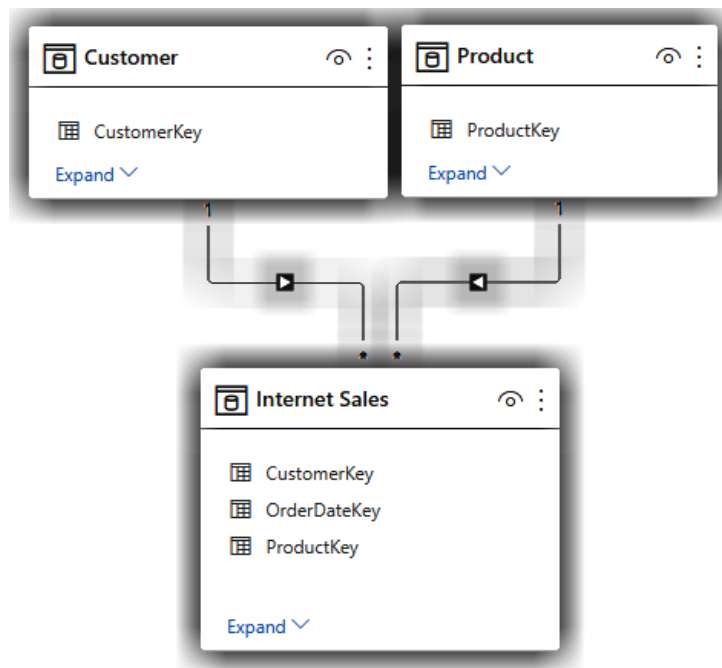 Customer
CustomerKey
Expand
Product
ProductKey
Expand
1
1
*
*
Internet Sales
CustomerKey
OrderDateKey
ProductKey
Expand